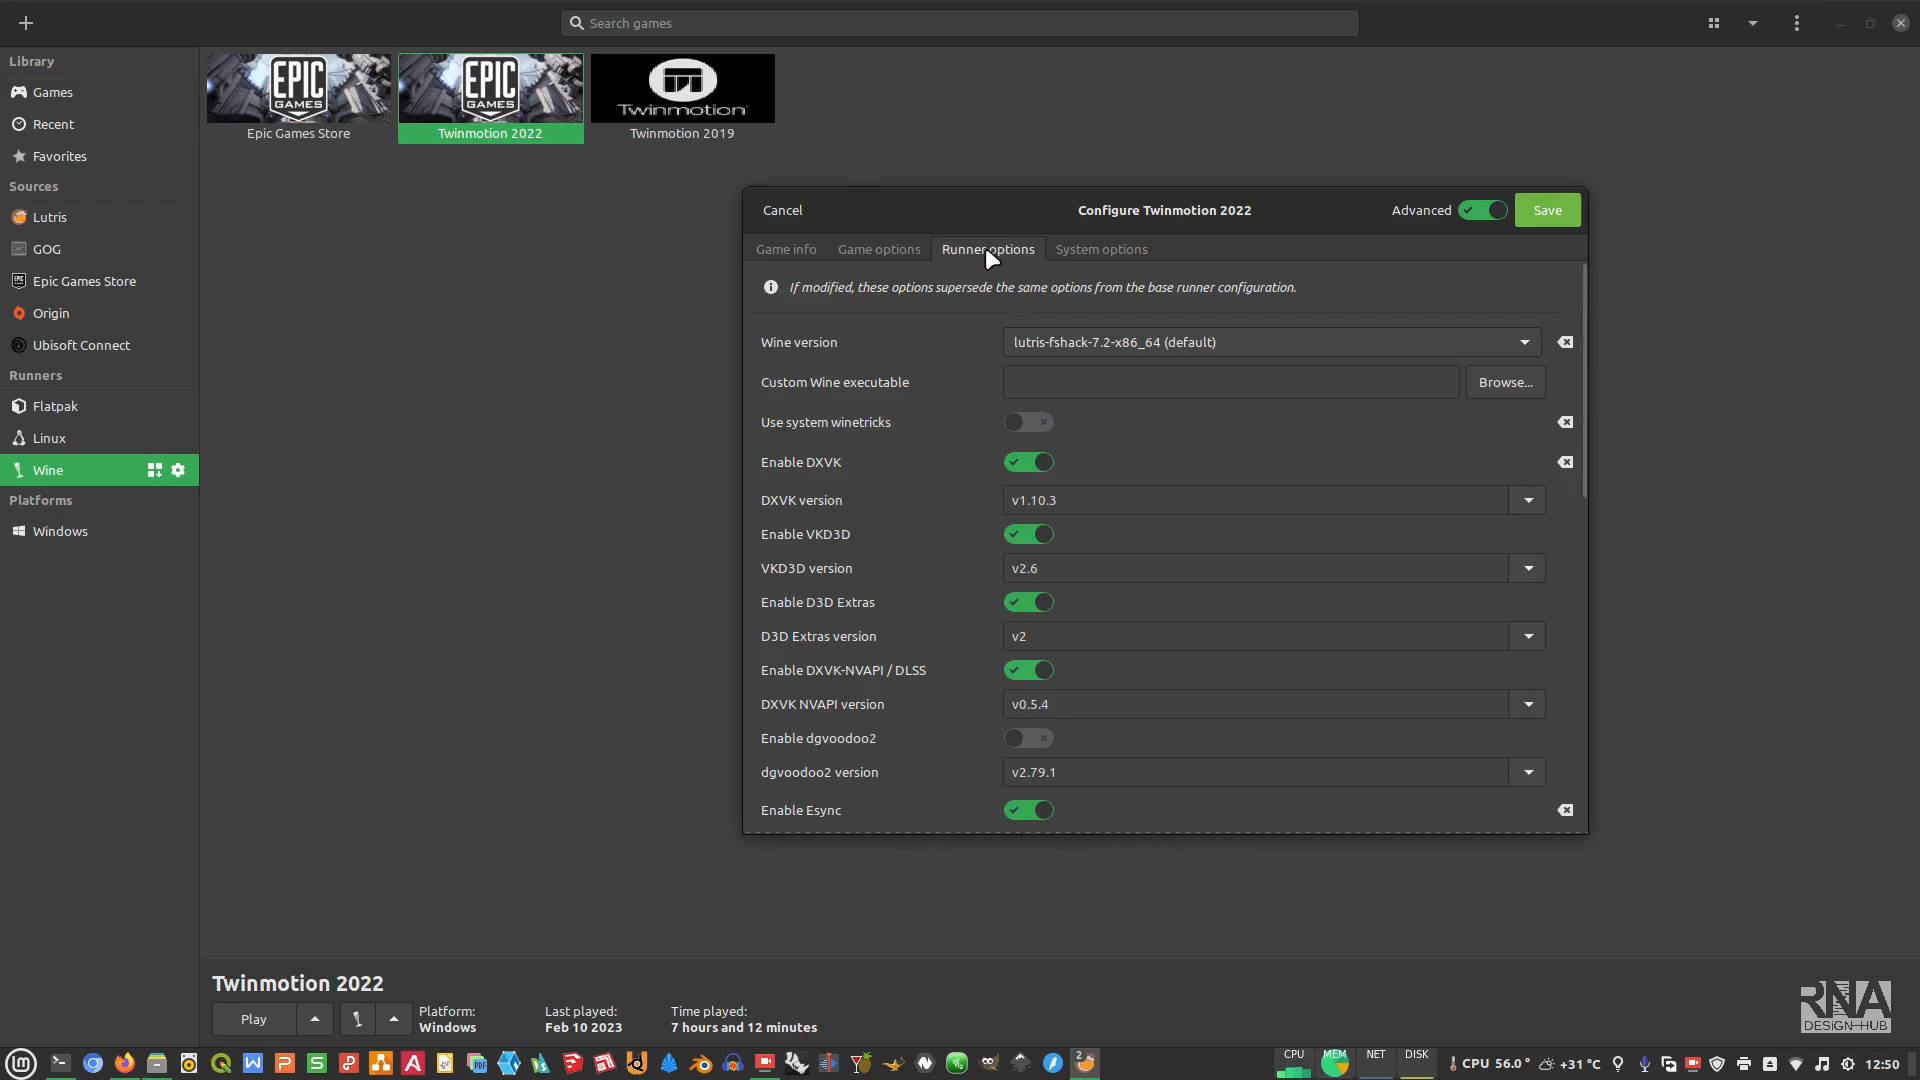 Search games
Library
Games
Recent
Favorites
Sources
Lutris
GOG
Epic Games Store
Origin
Ubisoft Connect
Runners
Flatpak
Linux
Wine
Platforms
Windows
EPIC
GAMES
Epic Games Store
EPIC
GAMES
Twinmotion 2022
Twinmotion
Twinmotion 2019
Cancel
Configure Twinmotion 2022
Advanced
Save
Game info
Game options
Runner options
System options
If modified, these options supersede the same options from the base runner configuration.
Wine version
lutris-fshack-7.2-x86_64 (default)
Custom Wine executable
Browse...
Use system winetricks
Enable DXVK
DXVK version
v1.10.3
Enable VKD3D
VKD3D version
v2.6
Enable D3D Extras
D3D Extras version
v2
Enable DXVK-NVAPI / DLSS
DXVK NVAPI version
v0.5.4
Enable dgvoodoo2
dgvoodoo2 version
v2.79.1
Enable Esync
Twinmotion 2022
Play
Platform:
Windows
Last played:
Feb 10 2023
Time played:
7 hours and 12 minutes
RNA
DESIGN-HUB
CPU
MEM
NET
DISK
CPU 56.0°
+31 °C
12:50